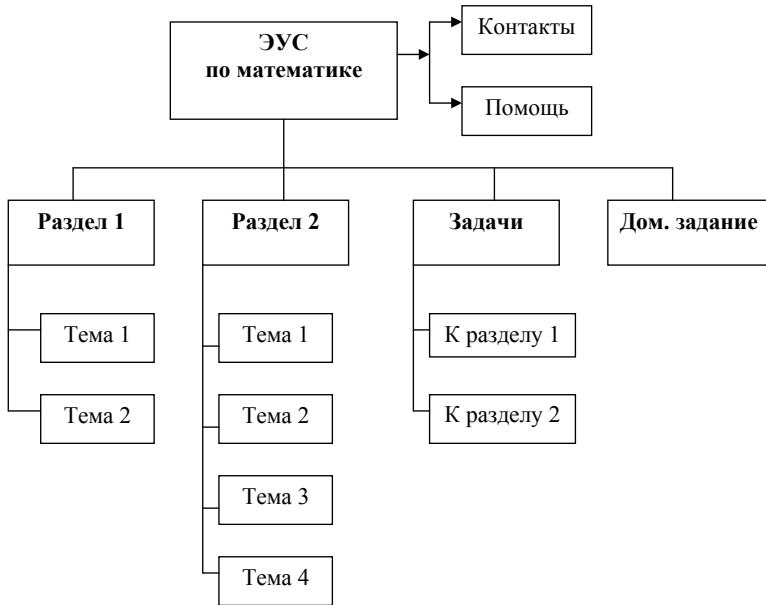 ЭУС
по математике
Контакты
Помощь
Раздел 1
Раздел 2
Задачи
Дом. задание
Тема 1
Тема 1
К разделу 1
Тема 2
Тема 2
К разделу 2
Тема 3
Тема 4